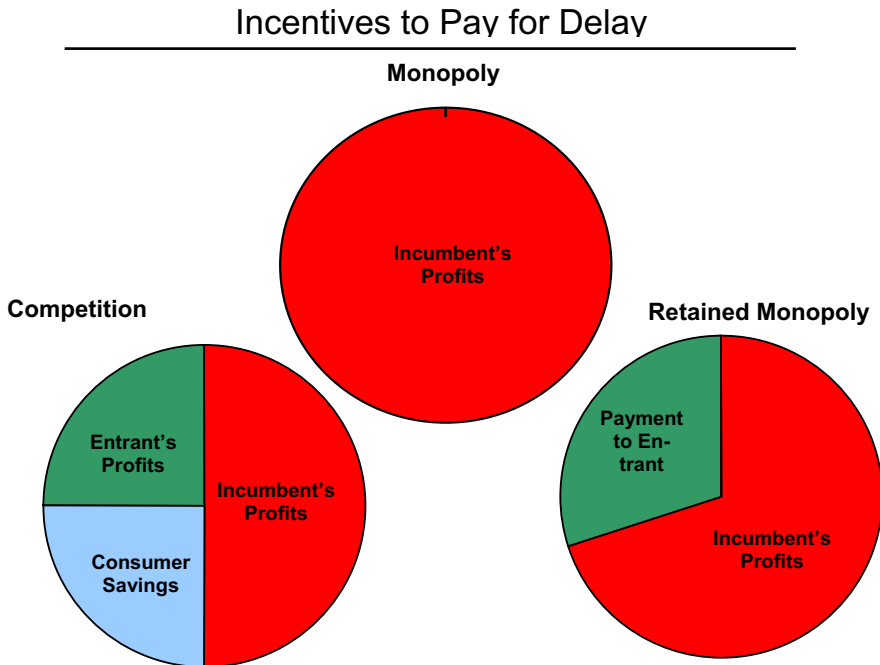 Incentives to Pay for Delay
Monopoly
Incumbent's
Profits
Competition
Entrant's
Profits
Incumbent's
Profits
Consumer
Savings
Retained Monopoly
Payment
to En-
trant
Incumbent's
Profits